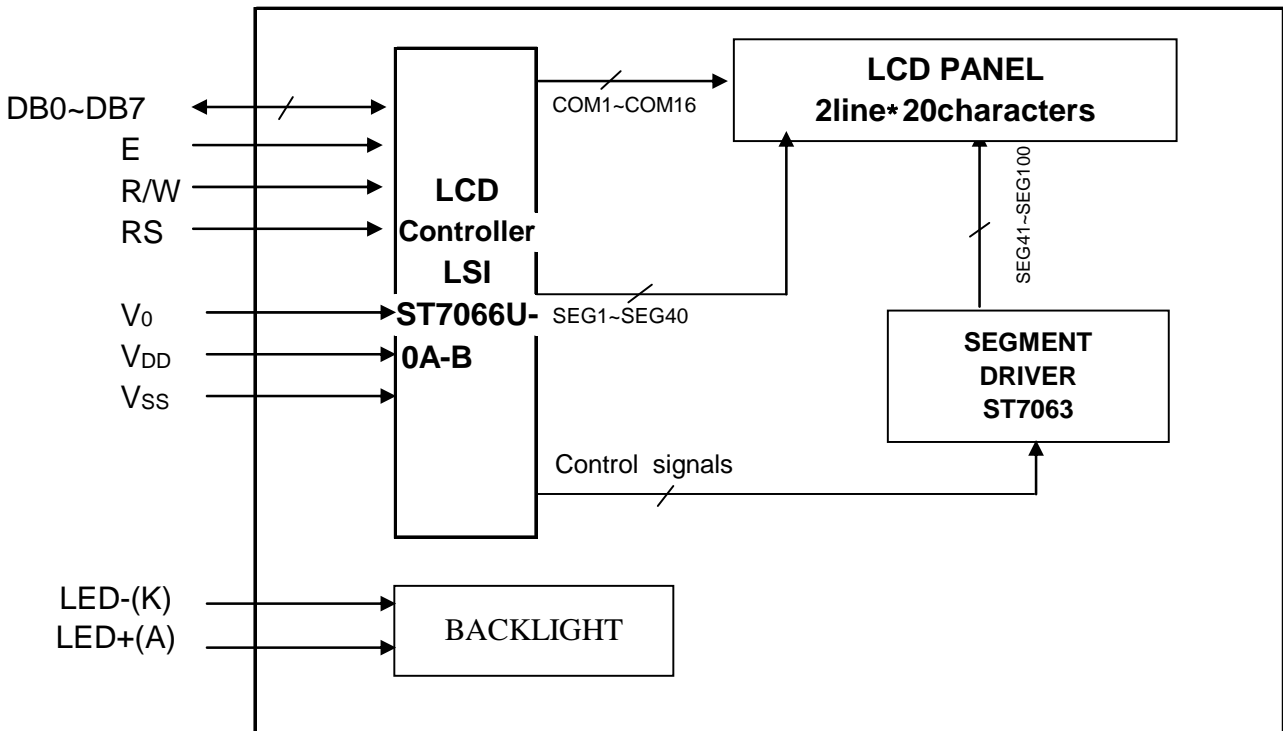 DB0~DB7
E
R/W
RS
V0
VDD
VSS
LED-(K)
LED+(A)
LCD
Controller
LSI
ST7066U-
0A-B
COM1~COM16
SEG1~SEG40
Control signals
LCD PANEL
2line*20characters
SEG41~SEG100
SEGMENT
DRIVER
ST7063
BACKLIGHT